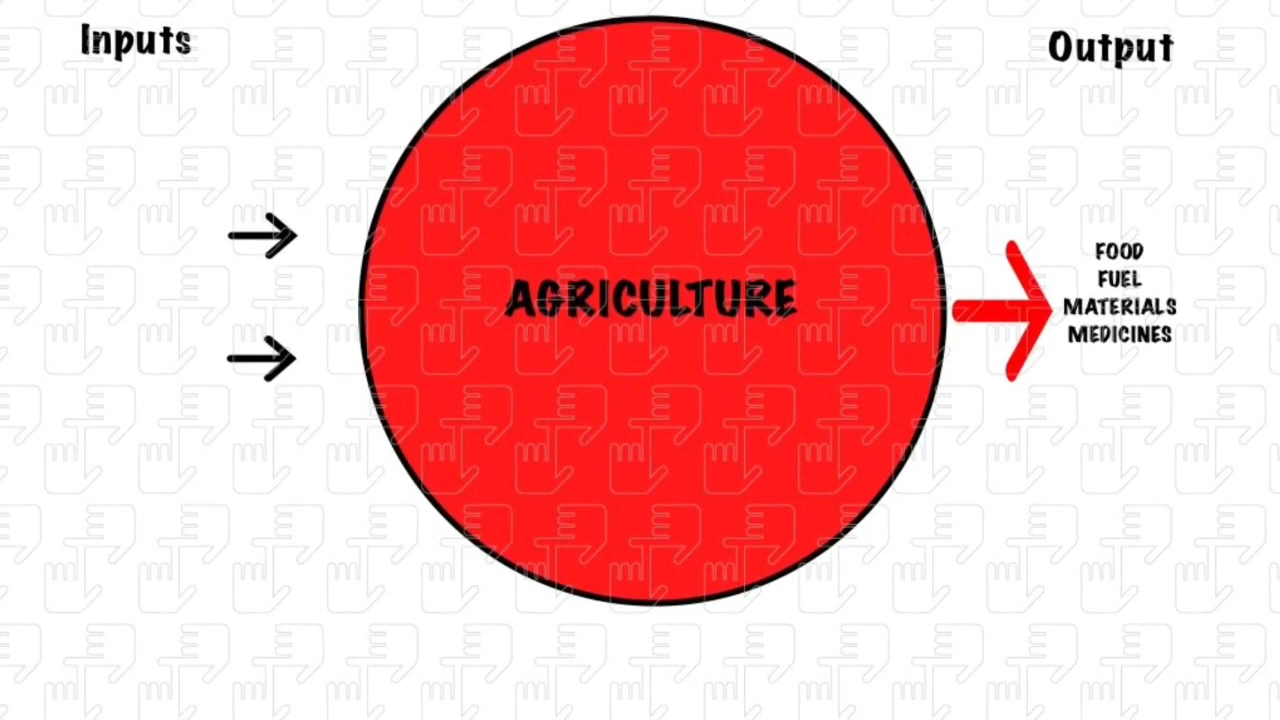 Inputs
Output
AGRICULTURE
FOOD
FUEL
MATERIALS
MEDICINES